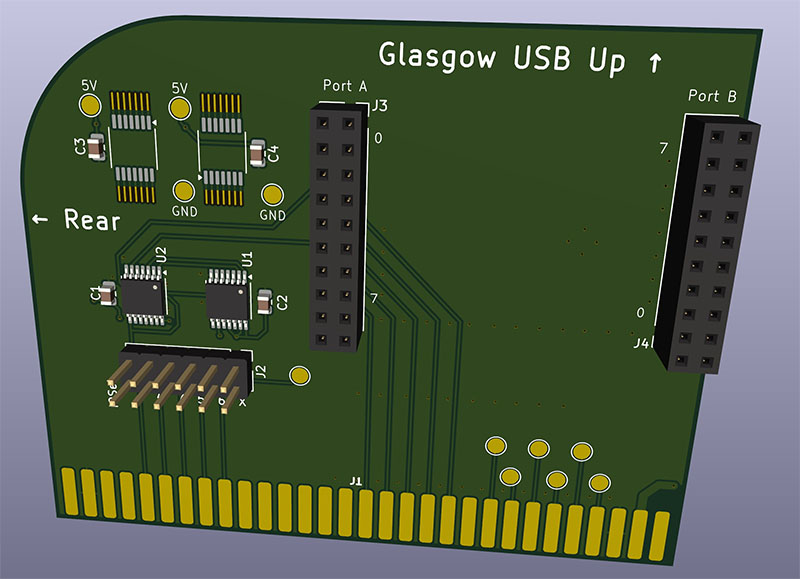 Glasgow USB Up ↑
Port A
J3
0
7
Port B
7
0
J4
5V
5V
C3
C4
GND
GND
← Rear
U2
U1
C1
C2
J2
J1